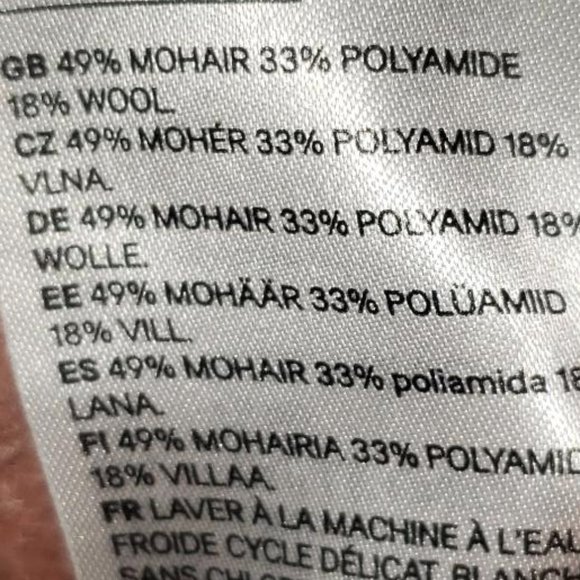 GB 49% MOHAIR 33% POLYAMIDE
18% WOOL.
CZ 49% MOHÉR 33% POLYAMID 18%
VLNA.
DE 49% MOHAIR 33% POLYAMID 18%
WOLLE.
EE 49% MOHÄÄR 33% POLÜAMIID
18% VILL.
ES 49% MOHAIR 33% poliamida
LANA.
FI 49% MOHAIRIA 33%
18% VILLAA.
FR LAVER À LA MACHINE À L'EAU
FROIDE CYCLE DÉLICAT.
SANS